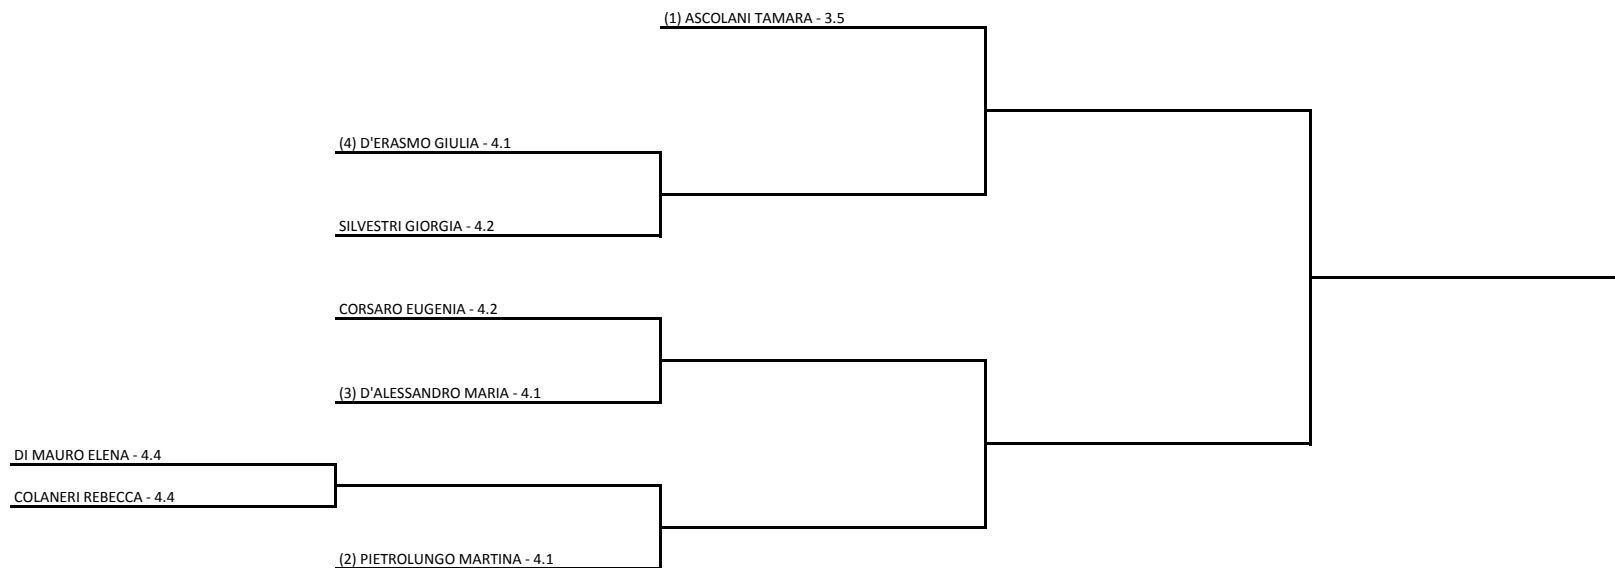 (1) ASCOLANI TAMARA - 3.5
(4) D'ERASMO GIULIA - 4.1
SILVESTRI GIORGIA - 4.2
CORSARO EUGENIA - 4.2
(3) D'ALESSANDRO MARIA - 4.1
DI MAURO ELENA - 4.4
COLANERI REBECCA - 4.4
(2) PIETROLUNGO MARTINA - 4.1